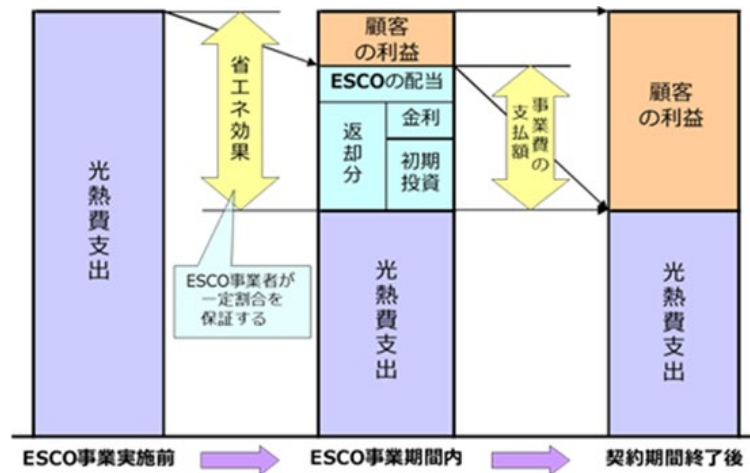 光熱費支出
省エネ効果
ESCO事業者が
一定割合を
保証する
顧客
の利益
ESCOの配当
返却分
金利
初期
投資
光熱費支出
事業費の
支払額
顧客
の利益
光熱費支出
ESCO事業実施前
ESCO事業期間内
契約期間終了後